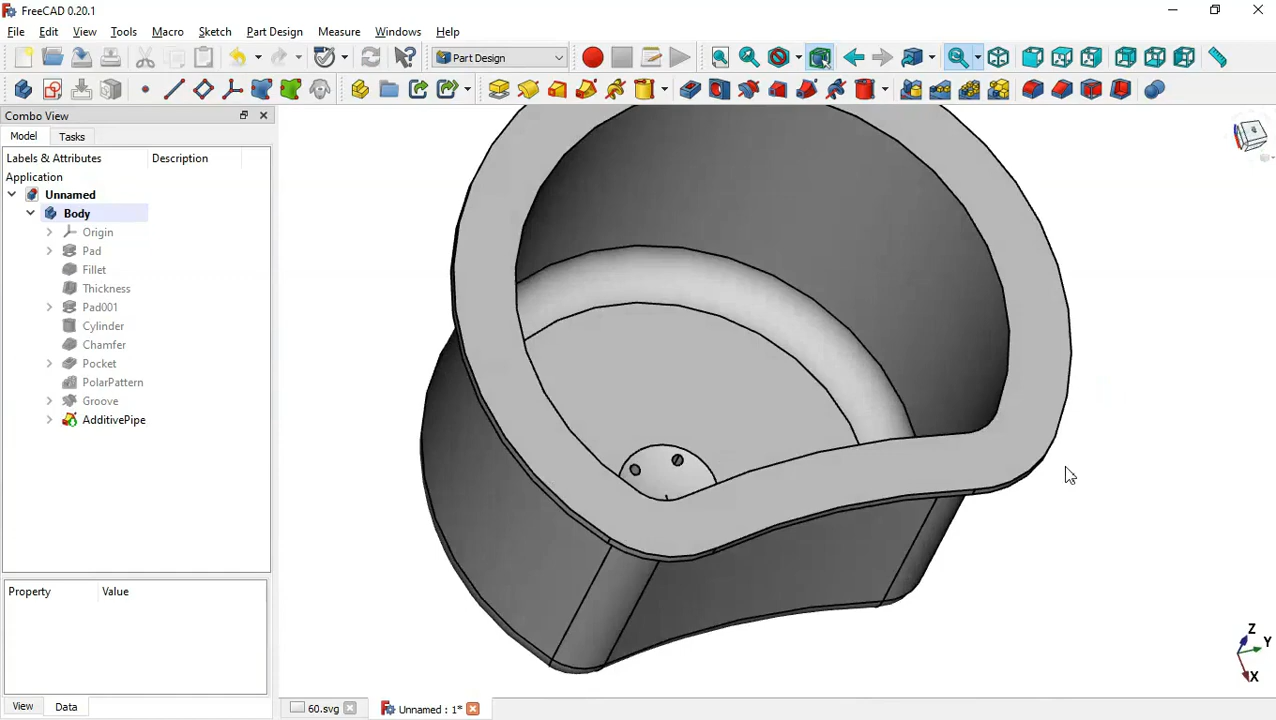 FreeCAD 0.20.1
File Edit View Tools Macro Sketch Part Design Measure Windows Help
Part Design
Combo View
Model Tasks
Labels & Attributes Description
Application
Unnamed
Body
Origin
Pad
Fillet
Thickness
Pad001
Cylinder
Chamfer
Pocket
PolarPattern
Groove
AdditivePipe
Property Value
View Data
60.svg Unnamed : 1*
Z
Y
X